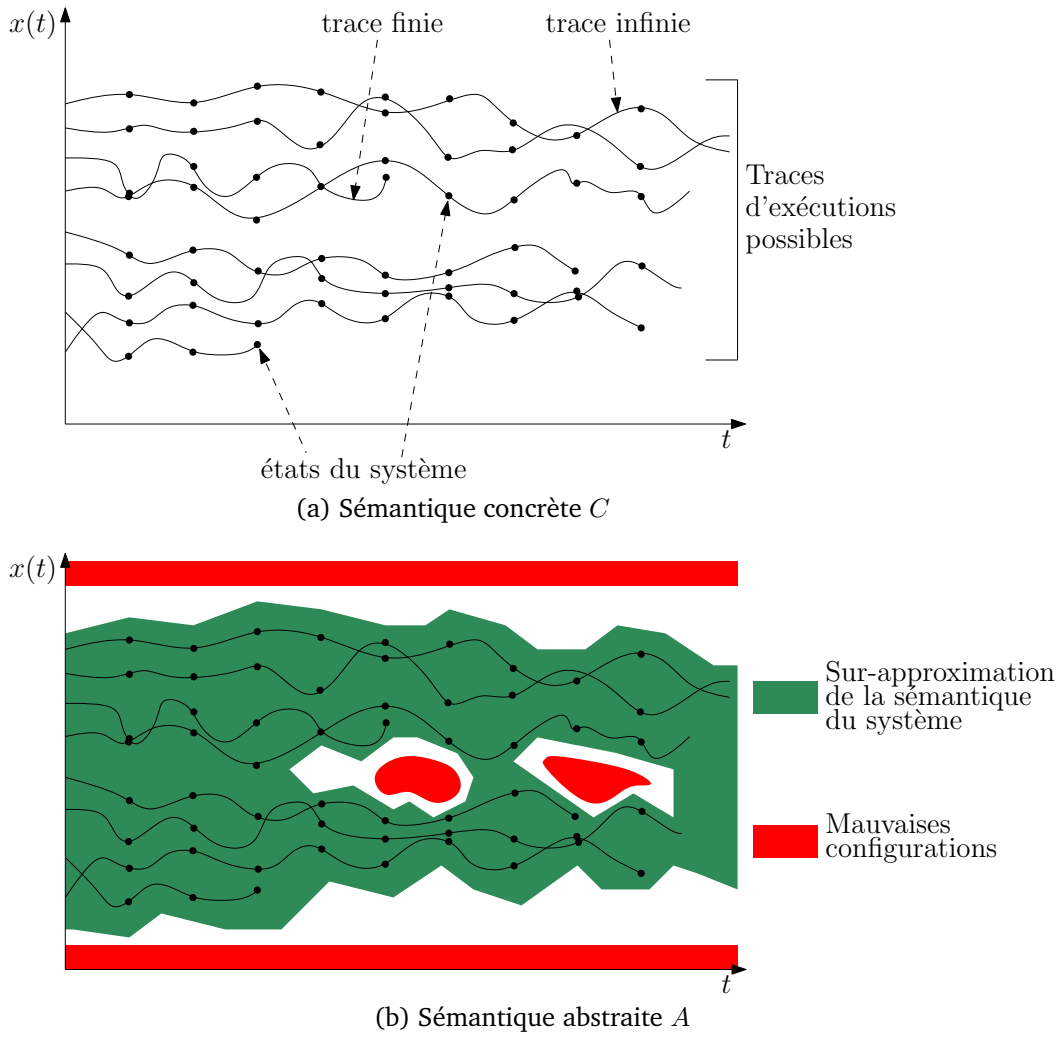 x(t)
trace finie
trace infinie
Traces
d'exécutions
possibles
t
états du système
(a) Sémantique concrète C
x(t)
Sur-approximation
de la sémantique
du système
Mauvaises
configurations
t
(b) Sémantique abstraite A